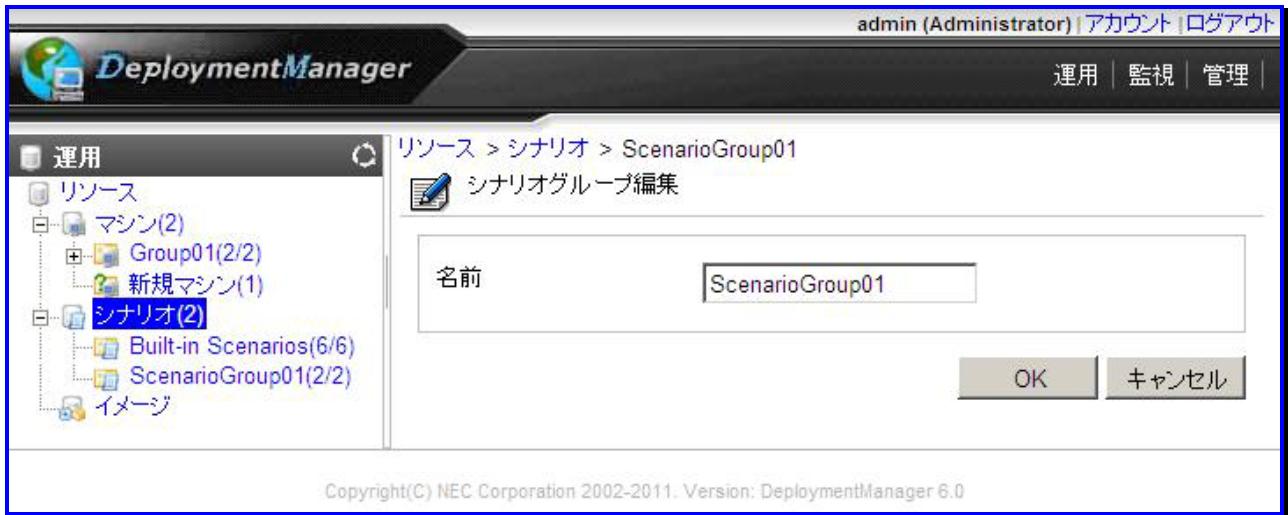 admin (Administrator) | アカウント | ログアウト
DeploymentManager
運用 | 監視 | 管理 |
運用
リソース
マシン(2)
Group01(2/2)
新規マシン(1)
シナリオ(2)
Built-in Scenarios(6/6)
ScenarioGroup01(2/2)
イメージ
リソース > シナリオ > ScenarioGroup01
シナリオグループ編集
名前
ScenarioGroup01
OK
キャンセル
Copyright(C) NEC Corporation 2002-2011. Version: DeploymentManager 6.0